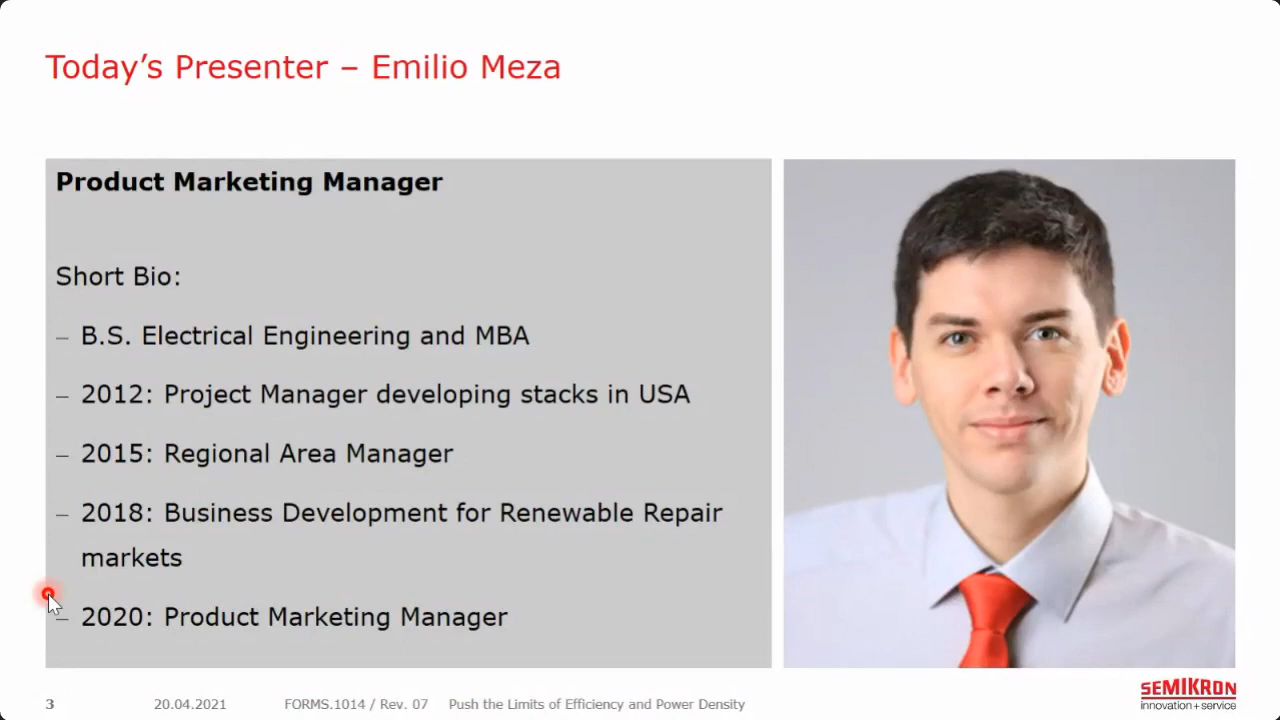 Today’s Presenter – Emilio Meza
Product Marketing Manager
Short Bio:
– B.S. Electrical Engineering and MBA
– 2012: Project Manager developing stacks in USA
– 2015: Regional Area Manager
– 2018: Business Development for Renewable Repair
markets
– 2020: Product Marketing Manager
3 20.04.2021 FORMS.1014 / Rev. 07 Push the Limits of Efficiency and Power Density
SEMIKRON
innovation+service